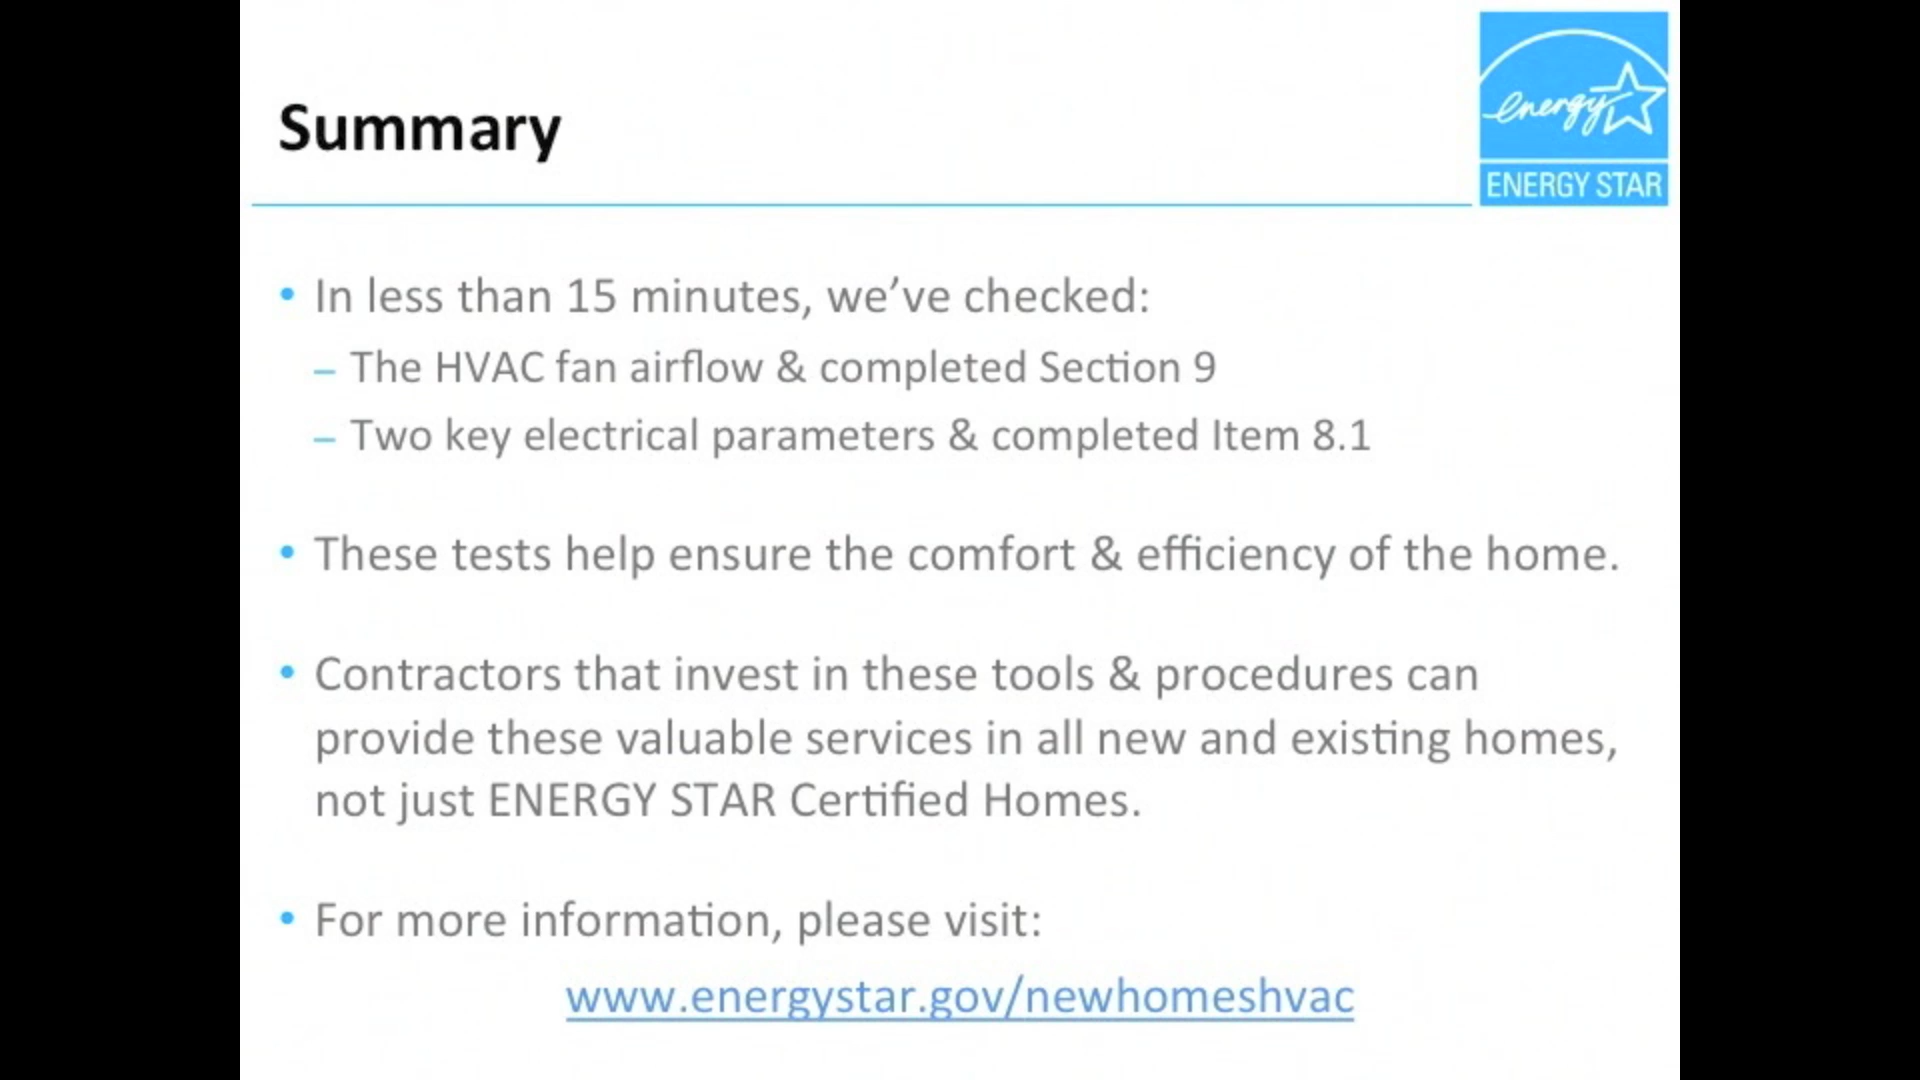 Summary
energy
ENERGY STAR
• In less than 15 minutes, we’ve checked:
– The HVAC fan airflow & completed Section 9
– Two key electrical parameters & completed Item 8.1
• These tests help ensure the comfort & efficiency of the home.
• Contractors that invest in these tools & procedures can
provide these valuable services in all new and existing homes,
not just ENERGY STAR Certified Homes.
• For more information, please visit:
www.energystar.gov/newhomeshvac